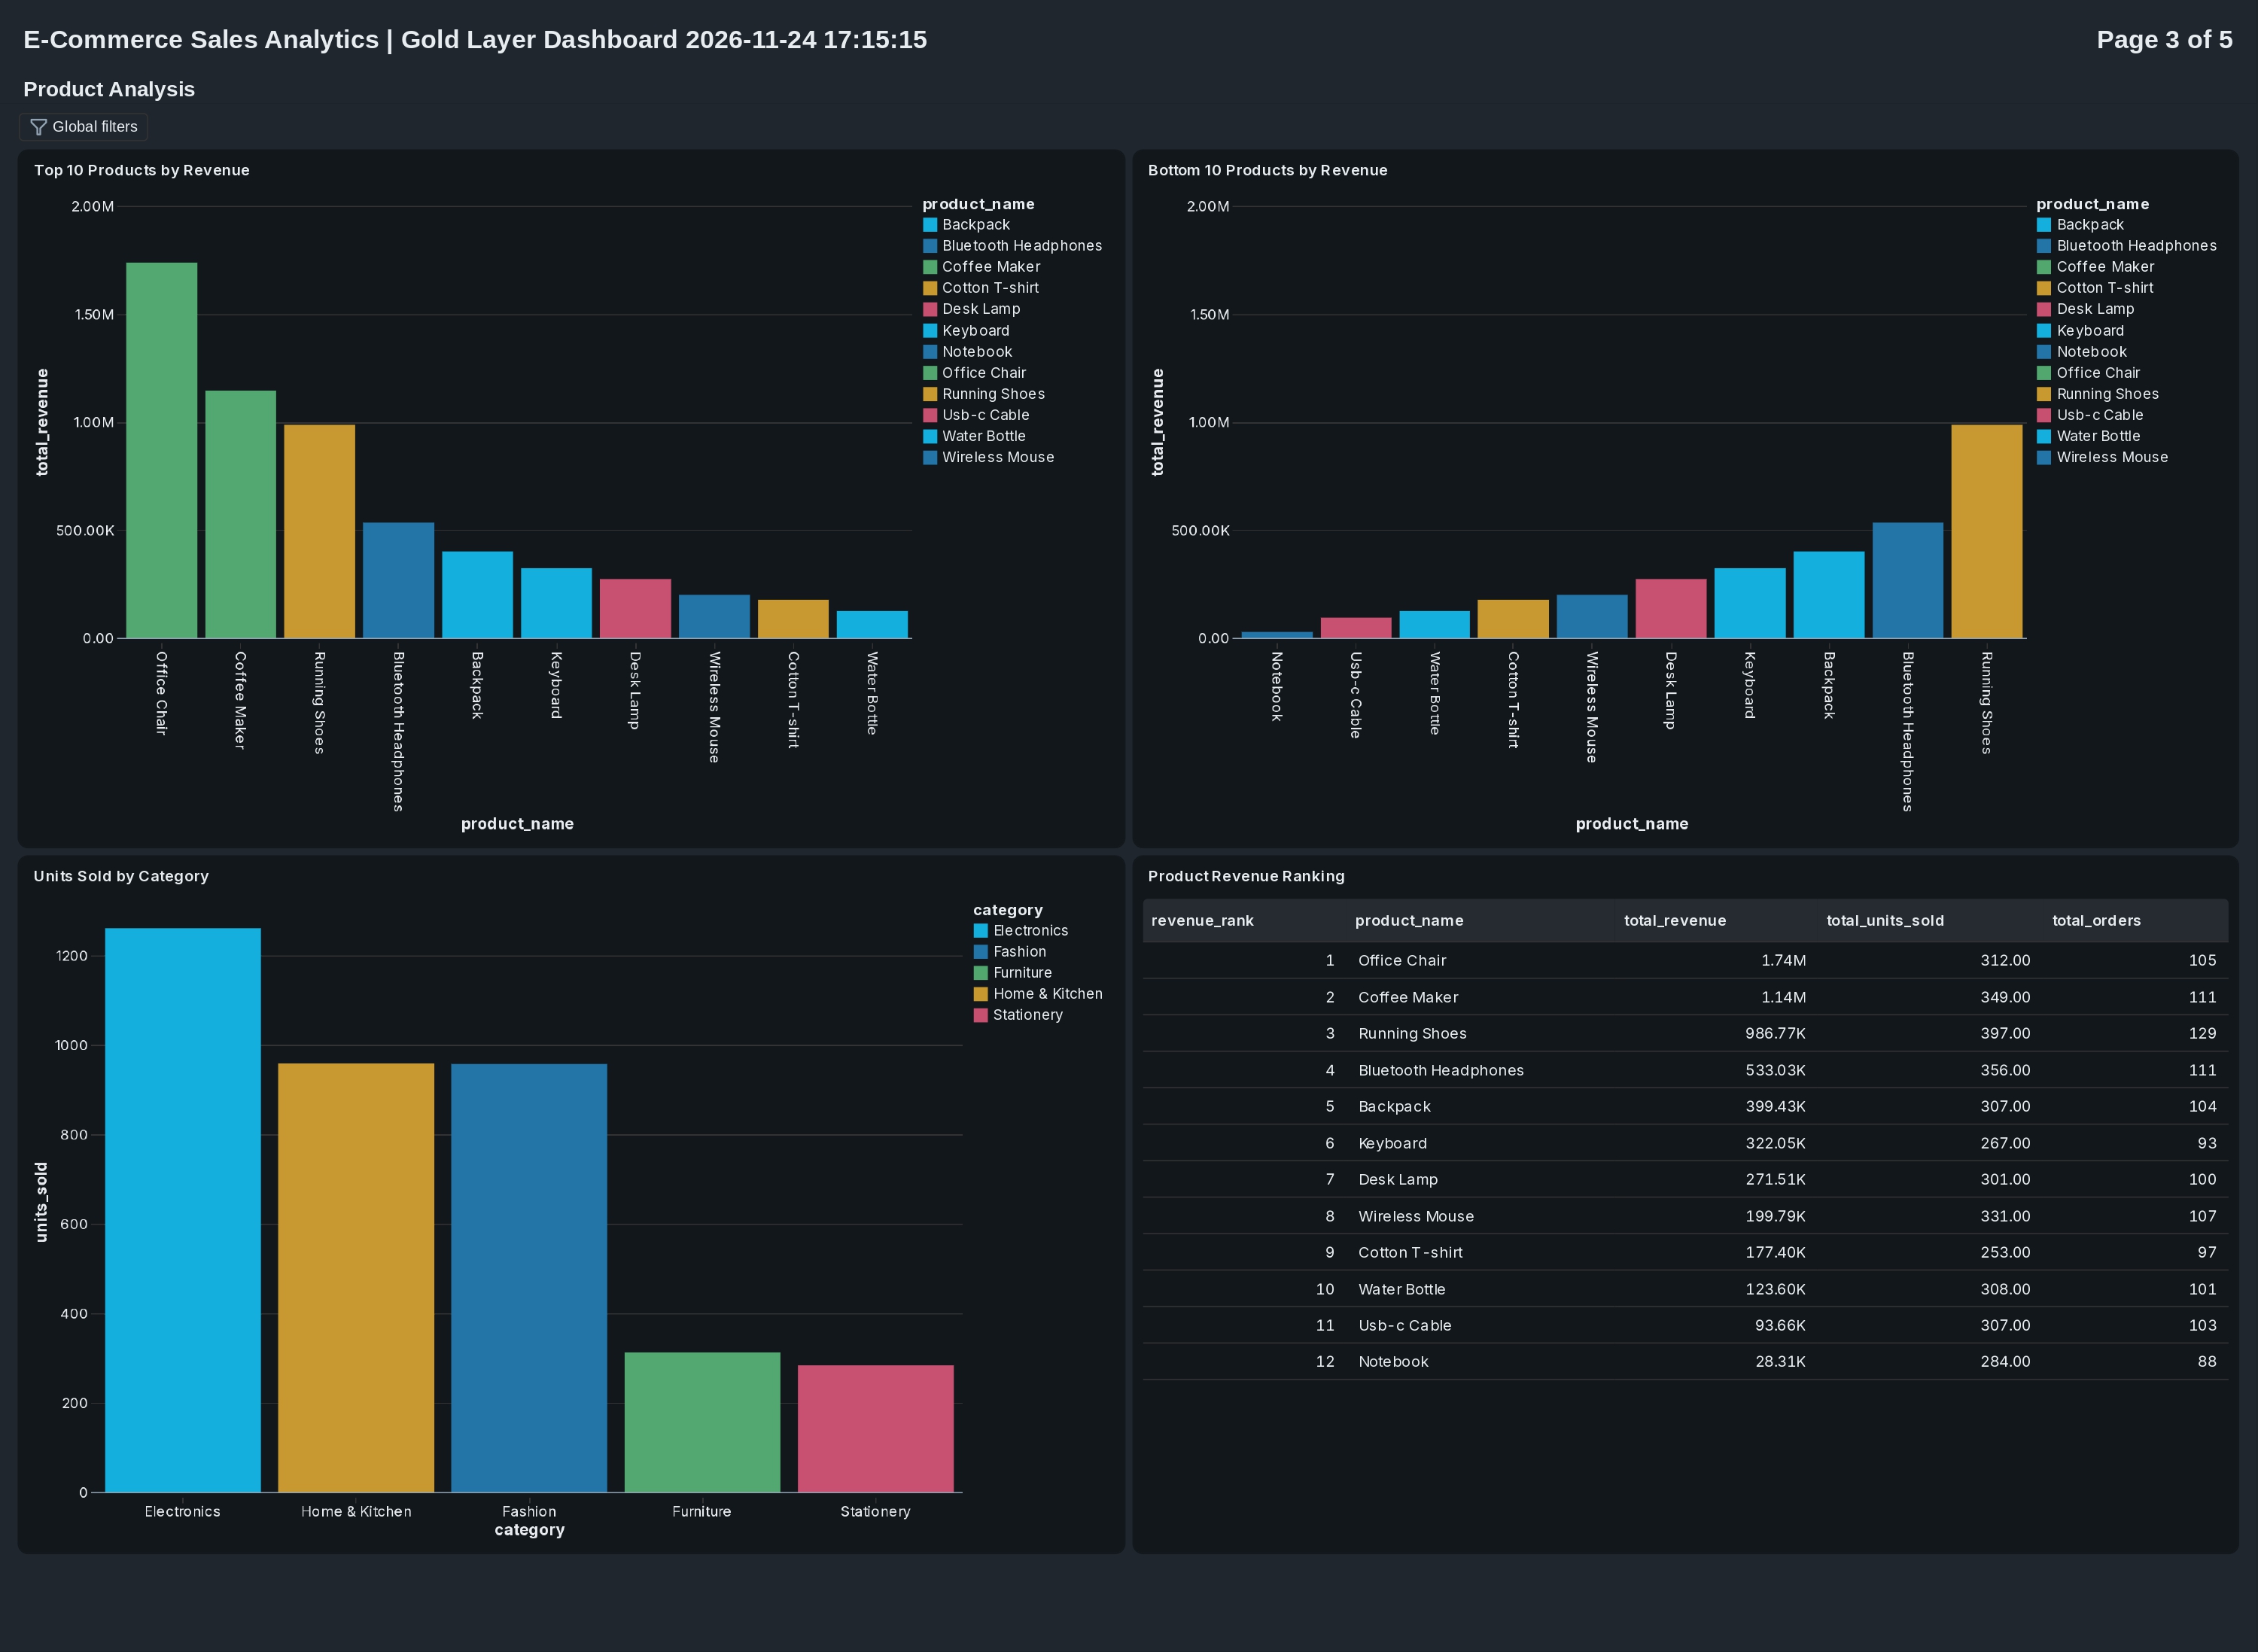 E-Commerce Sales Analytics | Gold Layer Dashboard 2026-11-24 17:15:15
Page 3 of 5
Product Analysis
Global filters
Top 10 Products by Revenue
total_revenue
2.00M
1.50M
1.00M
500.00K
0.00
Office Chair
Coffee Maker
Running Shoes
Bluetooth Headphones
Backpack
Keyboard
Desk Lamp
Wireless Mouse
Cotton T-shirt
Water Bottle
product_name
product_name
Backpack
Bluetooth Headphones
Coffee Maker
Cotton T-shirt
Desk Lamp
Keyboard
Notebook
Office Chair
Running Shoes
Usb-c Cable
Water Bottle
Wireless Mouse
Bottom 10 Products by Revenue
total_revenue
2.00M
1.50M
1.00M
500.00K
0.00
Notebook
Usb-c Cable
Water Bottle
Cotton T-shirt
Wireless Mouse
Desk Lamp
Keyboard
Backpack
Bluetooth Headphones
Running Shoes
product_name
product_name
Backpack
Bluetooth Headphones
Coffee Maker
Cotton T-shirt
Desk Lamp
Keyboard
Notebook
Office Chair
Running Shoes
Usb-c Cable
Water Bottle
Wireless Mouse
Units Sold by Category
units_sold
1200
1000
800
600
400
200
0
Electronics
Home & Kitchen
Fashion
Furniture
Stationery
category
category
Electronics
Fashion
Furniture
Home & Kitchen
Stationery
Product Revenue Ranking
revenue_rank product_name total_revenue total_units_sold total_orders
1 Office Chair 1.74M 312.00 105
2 Coffee Maker 1.14M 349.00 111
3 Running Shoes 986.77K 397.00 129
4 Bluetooth Headphones 533.03K 356.00 111
5 Backpack 399.43K 307.00 104
6 Keyboard 322.05K 267.00 93
7 Desk Lamp 271.51K 301.00 100
8 Wireless Mouse 199.79K 331.00 107
9 Cotton T-shirt 177.40K 253.00 97
10 Water Bottle 123.60K 308.00 101
11 Usb-c Cable 93.66K 307.00 103
12 Notebook 28.31K 284.00 88